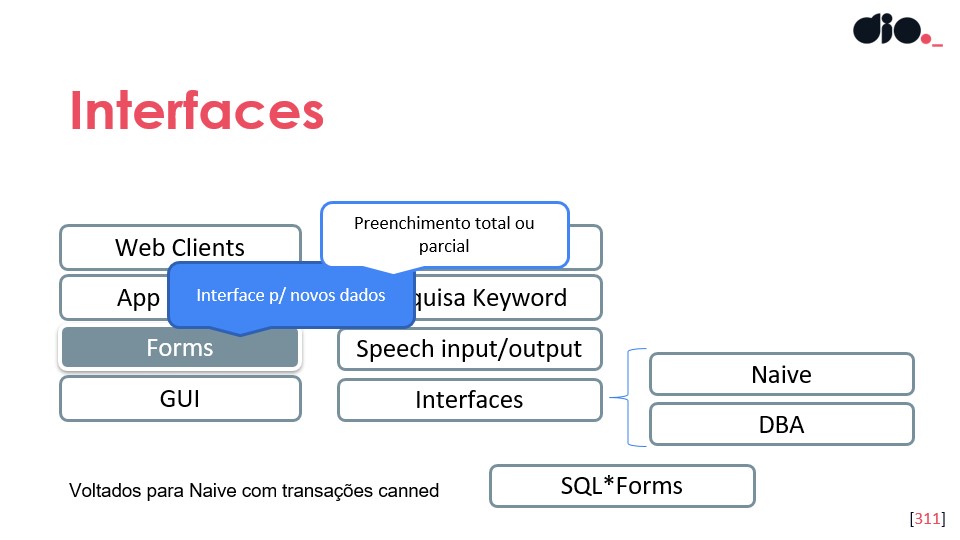 dio._
Interfaces
Preenchimento total ou
parcial
Web Clients
Interface p/ novos dados
App
quisa Keyword
Forms
Speech input/output
GUI
Interfaces
Naive
DBA
Voltados para Naive com transações canned
SQL*Forms
[311]